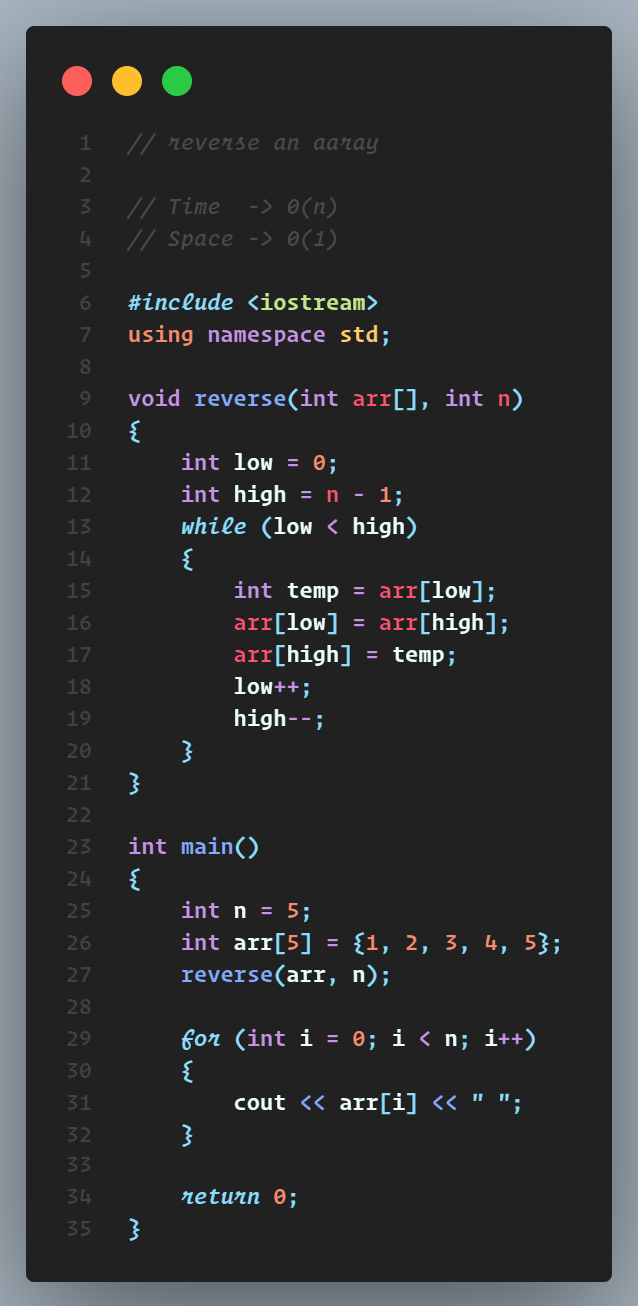 1 // reverse an aaray
2
3 // Time  -> 0(n)
4 // Space -> 0(1)
5
6 #include <iostream>
7 using namespace std;
8
9 void reverse(int arr[], int n)
10 {
11     int low = 0;
12     int high = n - 1;
13     while (low < high)
14     {
15         int temp = arr[low];
16         arr[low] = arr[high];
17         arr[high] = temp;
18         low++;
19         high--;
20     }
21 }
22
23 int main()
24 {
25     int n = 5;
26     int arr[5] = {1, 2, 3, 4, 5};
27     reverse(arr, n);
28
29     for (int i = 0; i < n; i++)
30     {
31         cout << arr[i] << " ";
32     }
33
34     return 0;
35 }